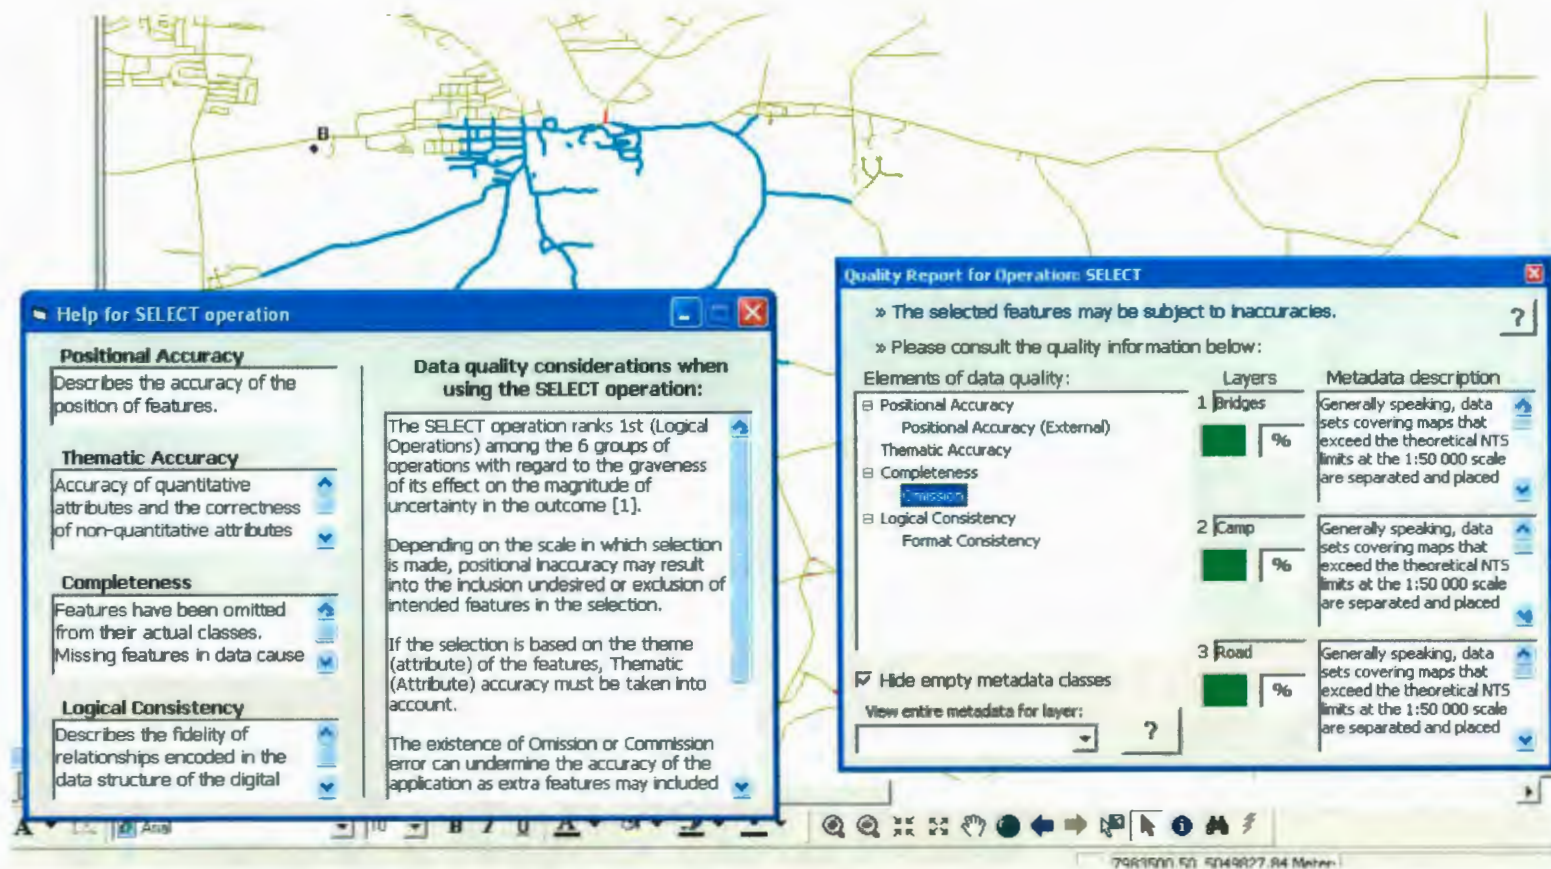 B
Help for SELECT operation
Positional Accuracy
Describes the accuracy of the
position of features.
Thematic Accuracy
Accuracy of quantitative
attributes and the correctness
of non-quantitative attributes
Completeness
Features have been omitted
from their actual classes.
Missing features in data cause
Logical Consistency
Describes the fidelity of
relationships encoded in the
data structure of the digital
Data quality considerations when
using the SELECT operation:
The SELECT operation ranks 1st (Logical
Operations) among the 6 groups of
operations with regard to the graveness
of its effect on the magnitude of
uncertainty in the outcome [1].
Depending on the scale in which selection
is made, positional inaccuracy may result
into the inclusion undesired or exclusion of
intended features in the selection.
If the selection is based on the theme
(attribute) of the features, Thematic
(Attribute) accuracy must be taken into
account.
The existence of Omission or Commission
error can undermine the accuracy of the
application as extra features may included
Quality Report for Operation: SELECT
» The selected features may be subject to inaccuracies.
?
» Please consult the quality information below:
Elements of data quality:
Positional Accuracy
Positional Accuracy (External)
Thematic Accuracy
Completeness
Omission
Logical Consistency
Format Consistency
Hide empty metadata classes
View entire metadata for layer:
?
Layers
Metadata description
1 Bridges
%
Generally speaking, data
sets covering maps that
exceed the theoretical NTS
limits at the 1:50 000 scale
are separated and placed
2 Camp
%
Generally speaking, data
sets covering maps that
exceed the theoretical NTS
limits at the 1:50 000 scale
are separated and placed
3 Road
%
Generally speaking, data
sets covering maps that
exceed the theoretical NTS
limits at the 1:50 000 scale
are separated and placed
A Arial 10 B I U A
7983500.50 5049827.84 Meters